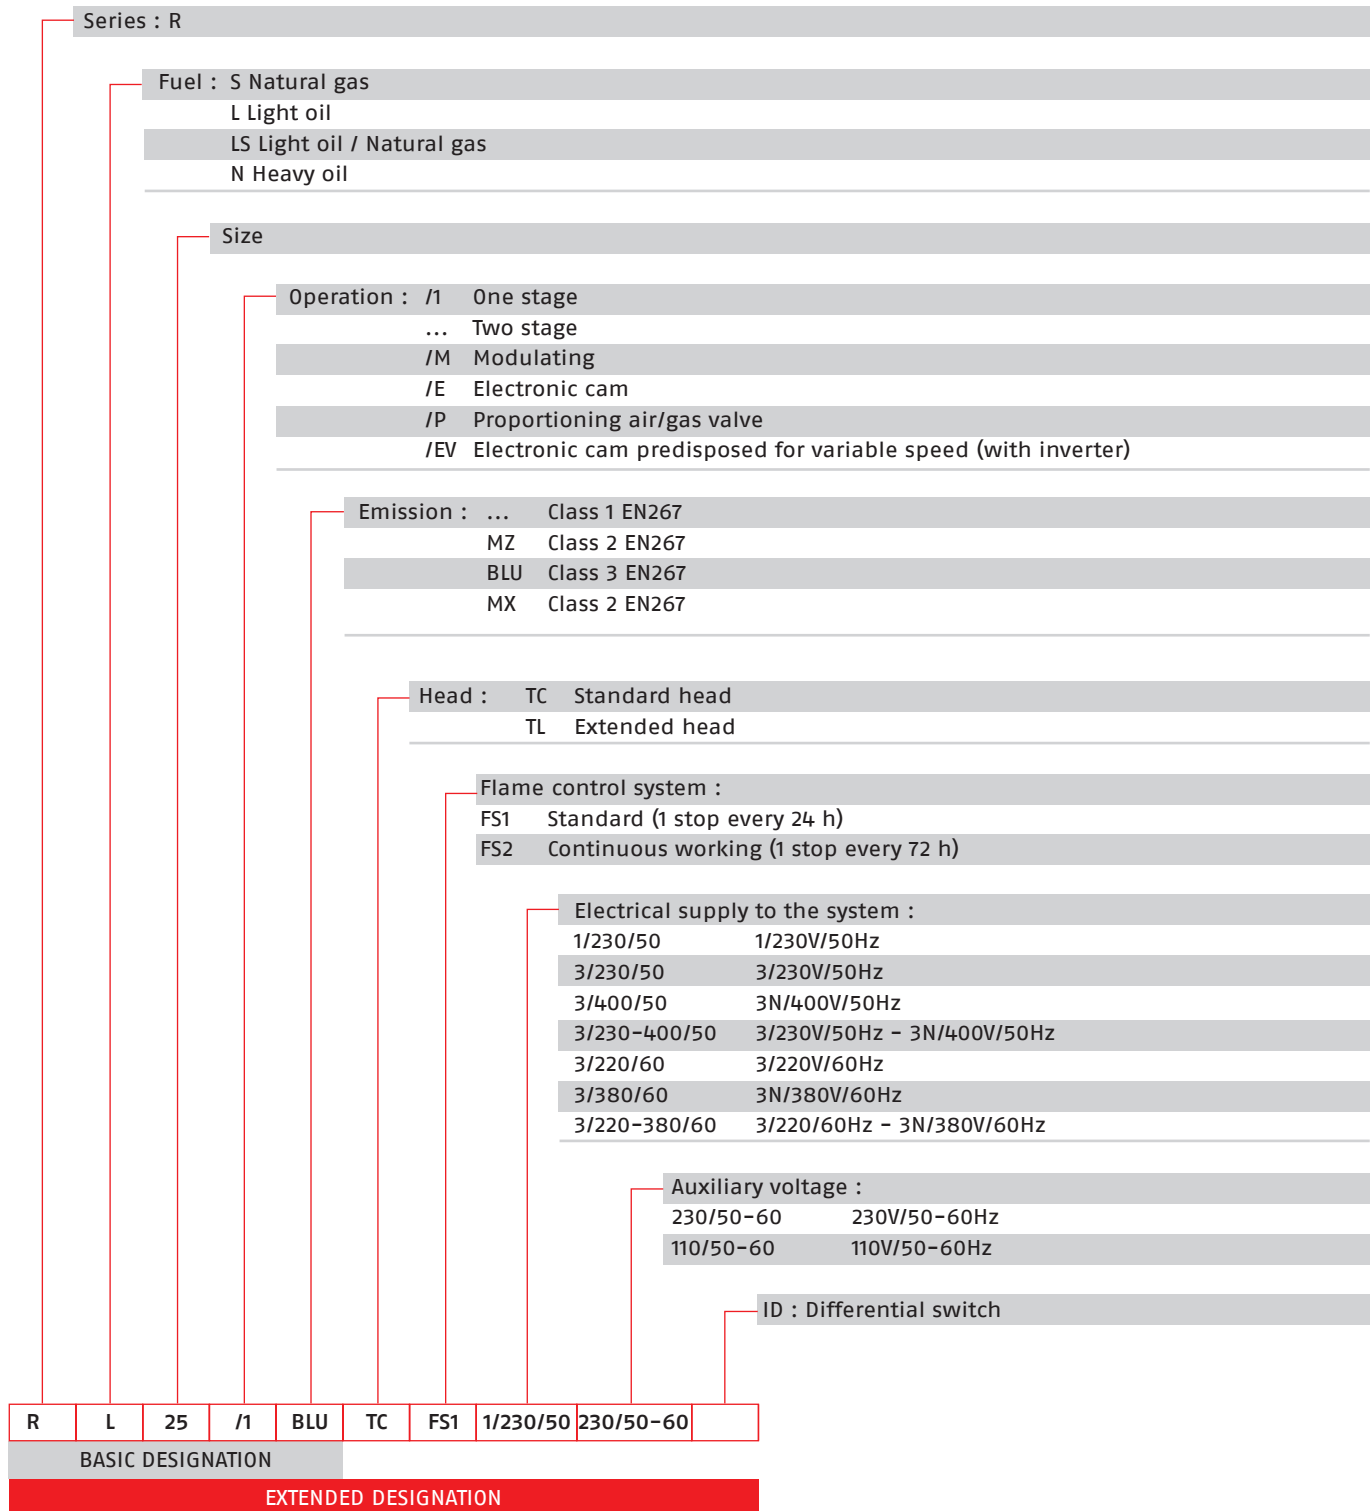 Series : R
Fuel : S Natural gas
L Light oil
LS Light oil / Natural gas
N Heavy oil
Size
Operation : /1 One stage
... Two stage
/M Modulating
/E Electronic cam
/P Proportioning air/gas valve
/EV Electronic cam predisposed for variable speed (with inverter)
Emission : ... Class 1 EN267
MZ Class 2 EN267
BLU Class 3 EN267
MX Class 2 EN267
Head : TC Standard head
TL Extended head
Flame control system :
FS1 Standard (1 stop every 24 h)
FS2 Continuous working (1 stop every 72 h)
Electrical supply to the system :
1/230/50 1/230V/50Hz
3/230/50 3/230V/50Hz
3/400/50 3N/400V/50Hz
3/230-400/50 3/230V/50Hz - 3N/400V/50Hz
3/220/60 3/220V/60Hz
3/380/60 3N/380V/60Hz
3/220-380/60 3/220/60Hz - 3N/380V/60Hz
Auxiliary voltage :
230/50-60 230V/50-60Hz
110/50-60 110V/50-60Hz
ID : Differential switch
R L 25 /1 BLU TC FS1 1/230/50 230/50-60
BASIC DESIGNATION
EXTENDED DESIGNATION